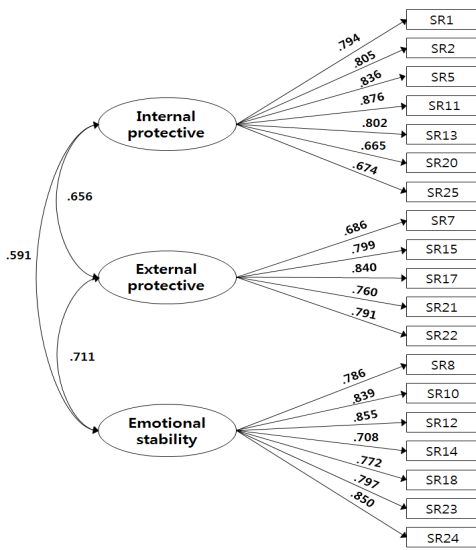 SR1
.794
SR2
.805
SR5
.836
SR11
.876
SR13
.802
SR20
.665
SR25
.674
Internal
protective
.656
.591
SR7
.686
SR15
.799
SR17
.840
SR21
.760
SR22
.791
External
protective
.711
SR8
.786
SR10
.839
SR12
.855
SR14
.708
SR18
.772
SR23
.797
SR24
.850
Emotional
stability